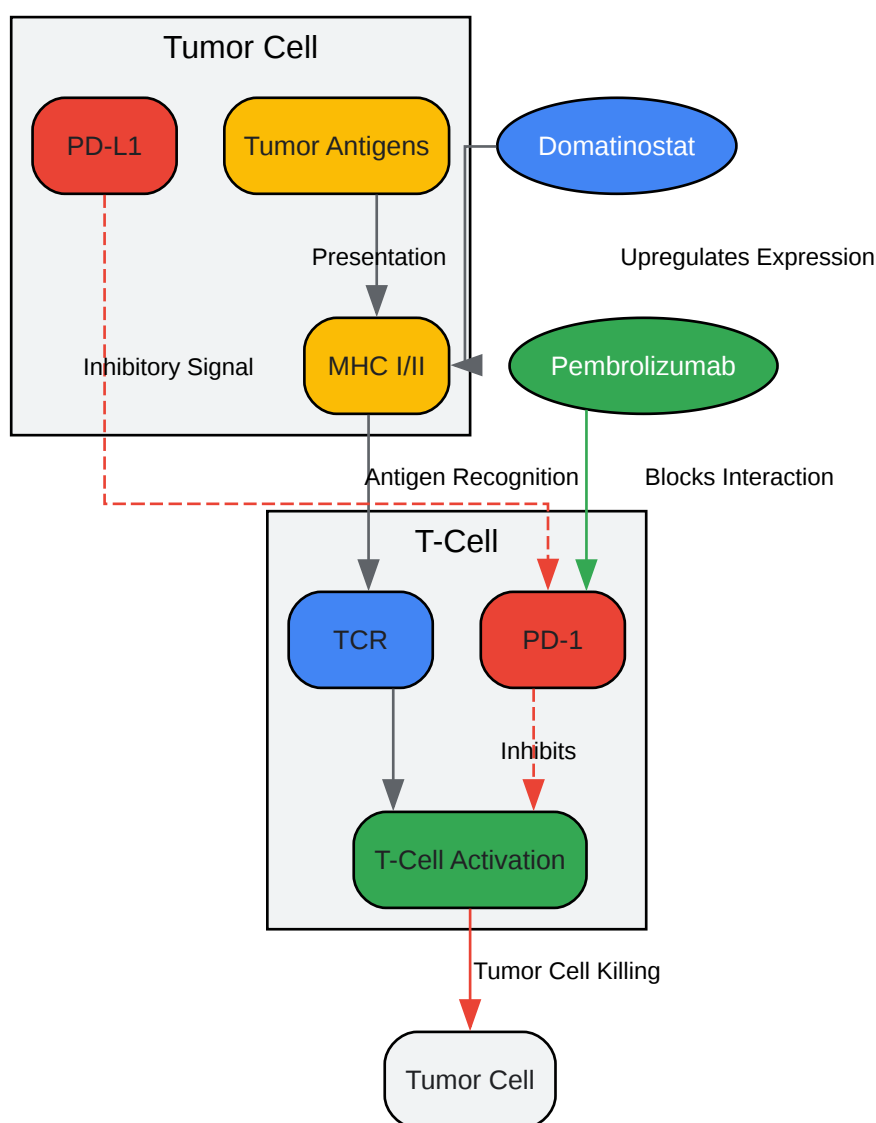 Tumor Cell
PD-L1
Tumor Antigens
Domatinostat
Presentation
Upregulates Expression
Inhibitory Signal
MHC I/II
Pembrolizumab
Antigen Recognition
Blocks Interaction
T-Cell
TCR
PD-1
Inhibits
T-Cell Activation
Tumor Cell Killing
Tumor Cell